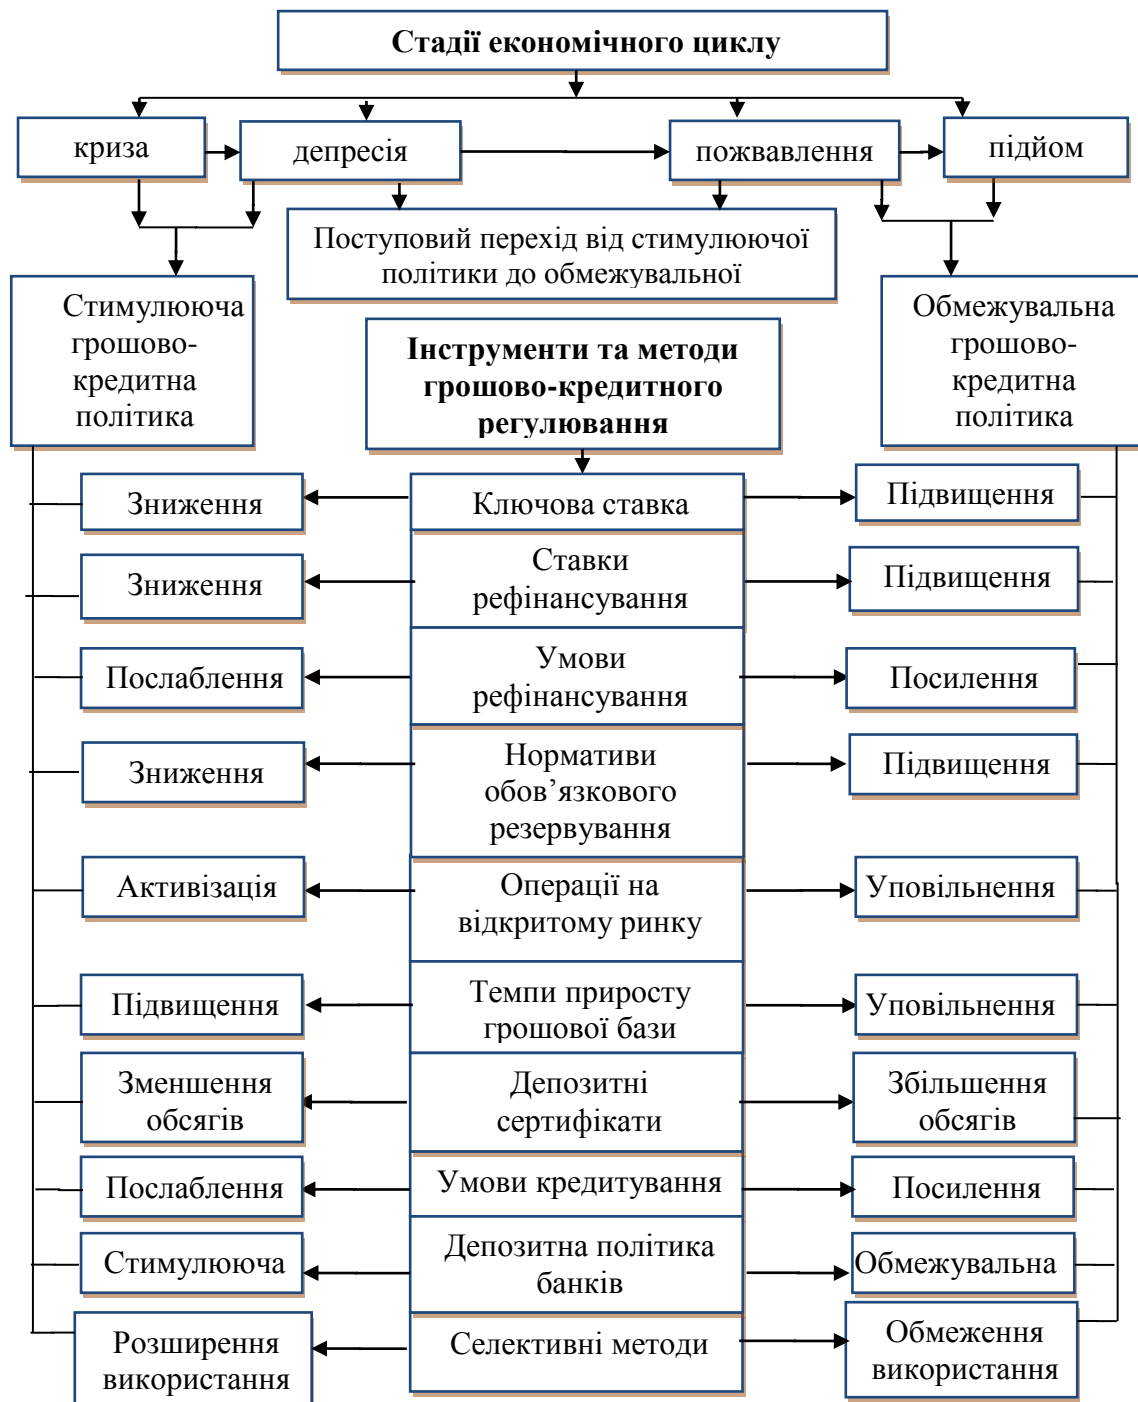 Стадії економічного циклу
криза
депресія
пожвавлення
підйом
Поступовий перехід від стимулюючої
політики до обмежувальної
Стимулююча
грошово-
кредитна
політика
Інструменти та методи
грошово-кредитного
регулювання
Обмежувальна
грошово-
кредитна
політика
Зниження
Ключова ставка
Підвищення
Зниження
Ставки
рефінансування
Підвищення
Послаблення
Умови
рефінансування
Посилення
Зниження
Нормативи
обов’язкового
резервування
Підвищення
Активізація
Операції на
відкритому ринку
Уповільнення
Підвищення
Темпи приросту
грошової бази
Уповільнення
Зменшення
обсягів
Депозитні
сертифікати
Збільшення
обсягів
Послаблення
Умови кредитування
Посилення
Стимулююча
Депозитна політика
банків
Обмежувальна
Розширення
використання
Селективні методи
Обмеження
використання